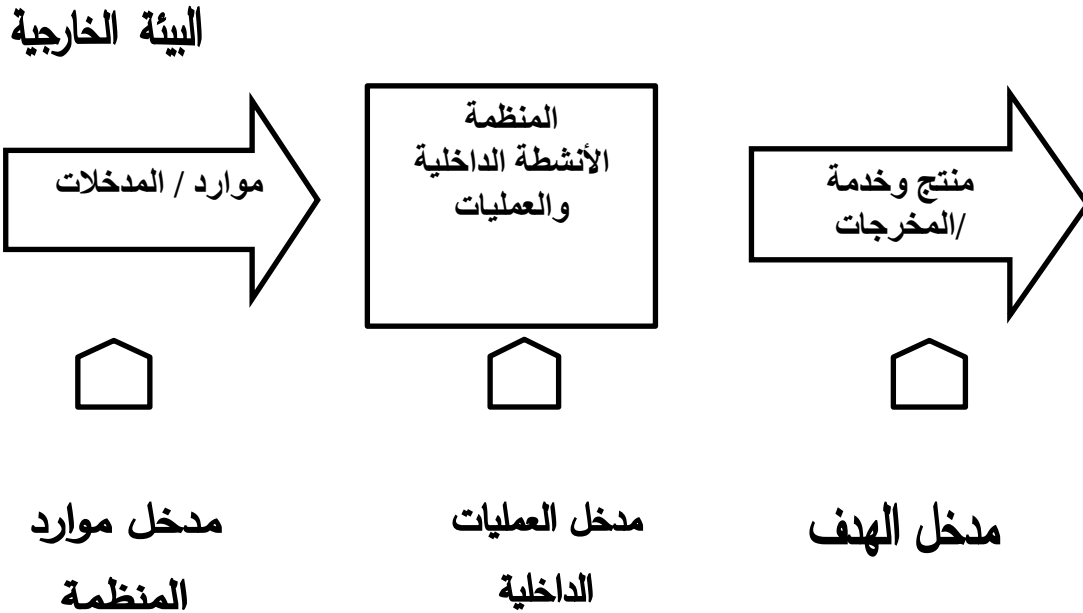 البيئة الخارجية
موارد / المدخلات
المنظمة
الأنشطة الداخلية
والعمليات
منتج وخدمة
/المخرجات
مدخل موارد
المنظمة
مدخل العمليات
الداخلية
مدخل الهدف